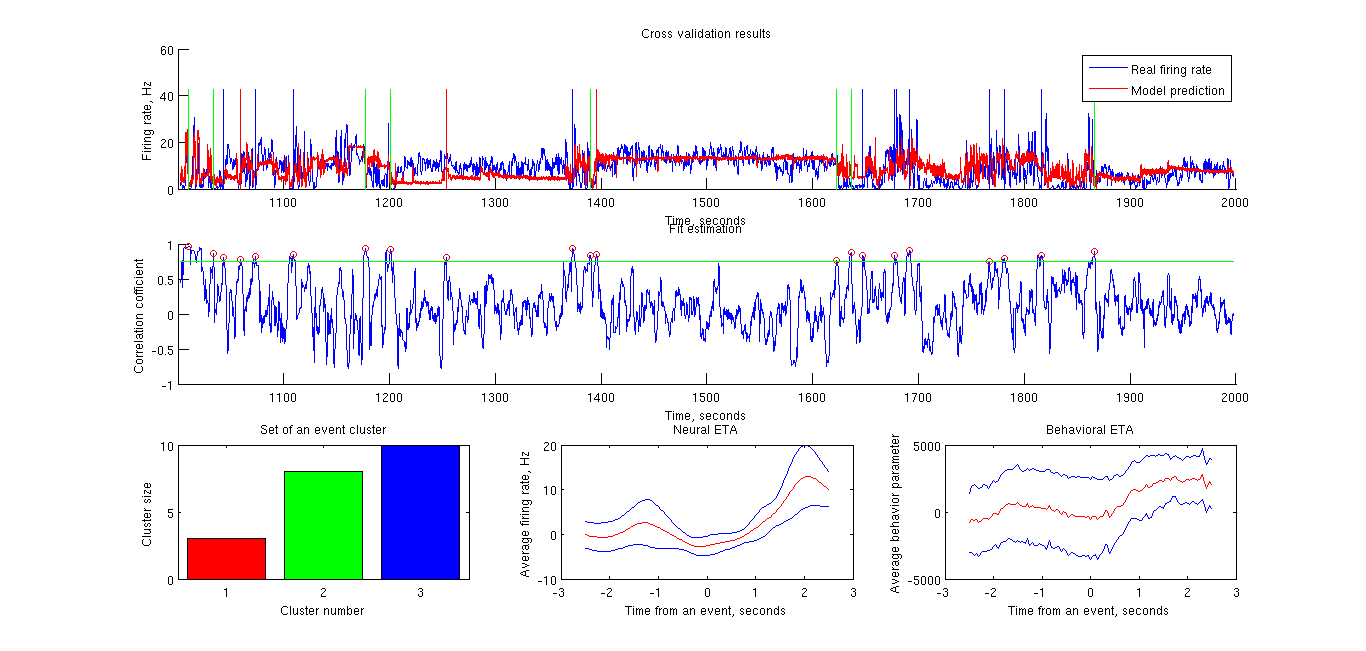 Cross validation results
60
40
20
0
Firing rate, Hz
Real firing rate
Model prediction
1100 1200 1300 1400 1500 1600 1700 1800 1900 2000
Time, seconds
Fit estimation
1
0.5
0
-0.5
-1
Correlation cofficient
1100 1200 1300 1400 1500 1600 1700 1800 1900 2000
Time, seconds
Set of an event cluster
10
5
0
Cluster size
1 2 3
Cluster number
Neural ETA
20
10
0
-10
Average firing rate, Hz
-3 -2 -1 0 1 2 3
Time from an event, seconds
Behavioral ETA
5000
0
-5000
Average behavior parameter
-3 -2 -1 0 1 2 3
Time from an event, seconds